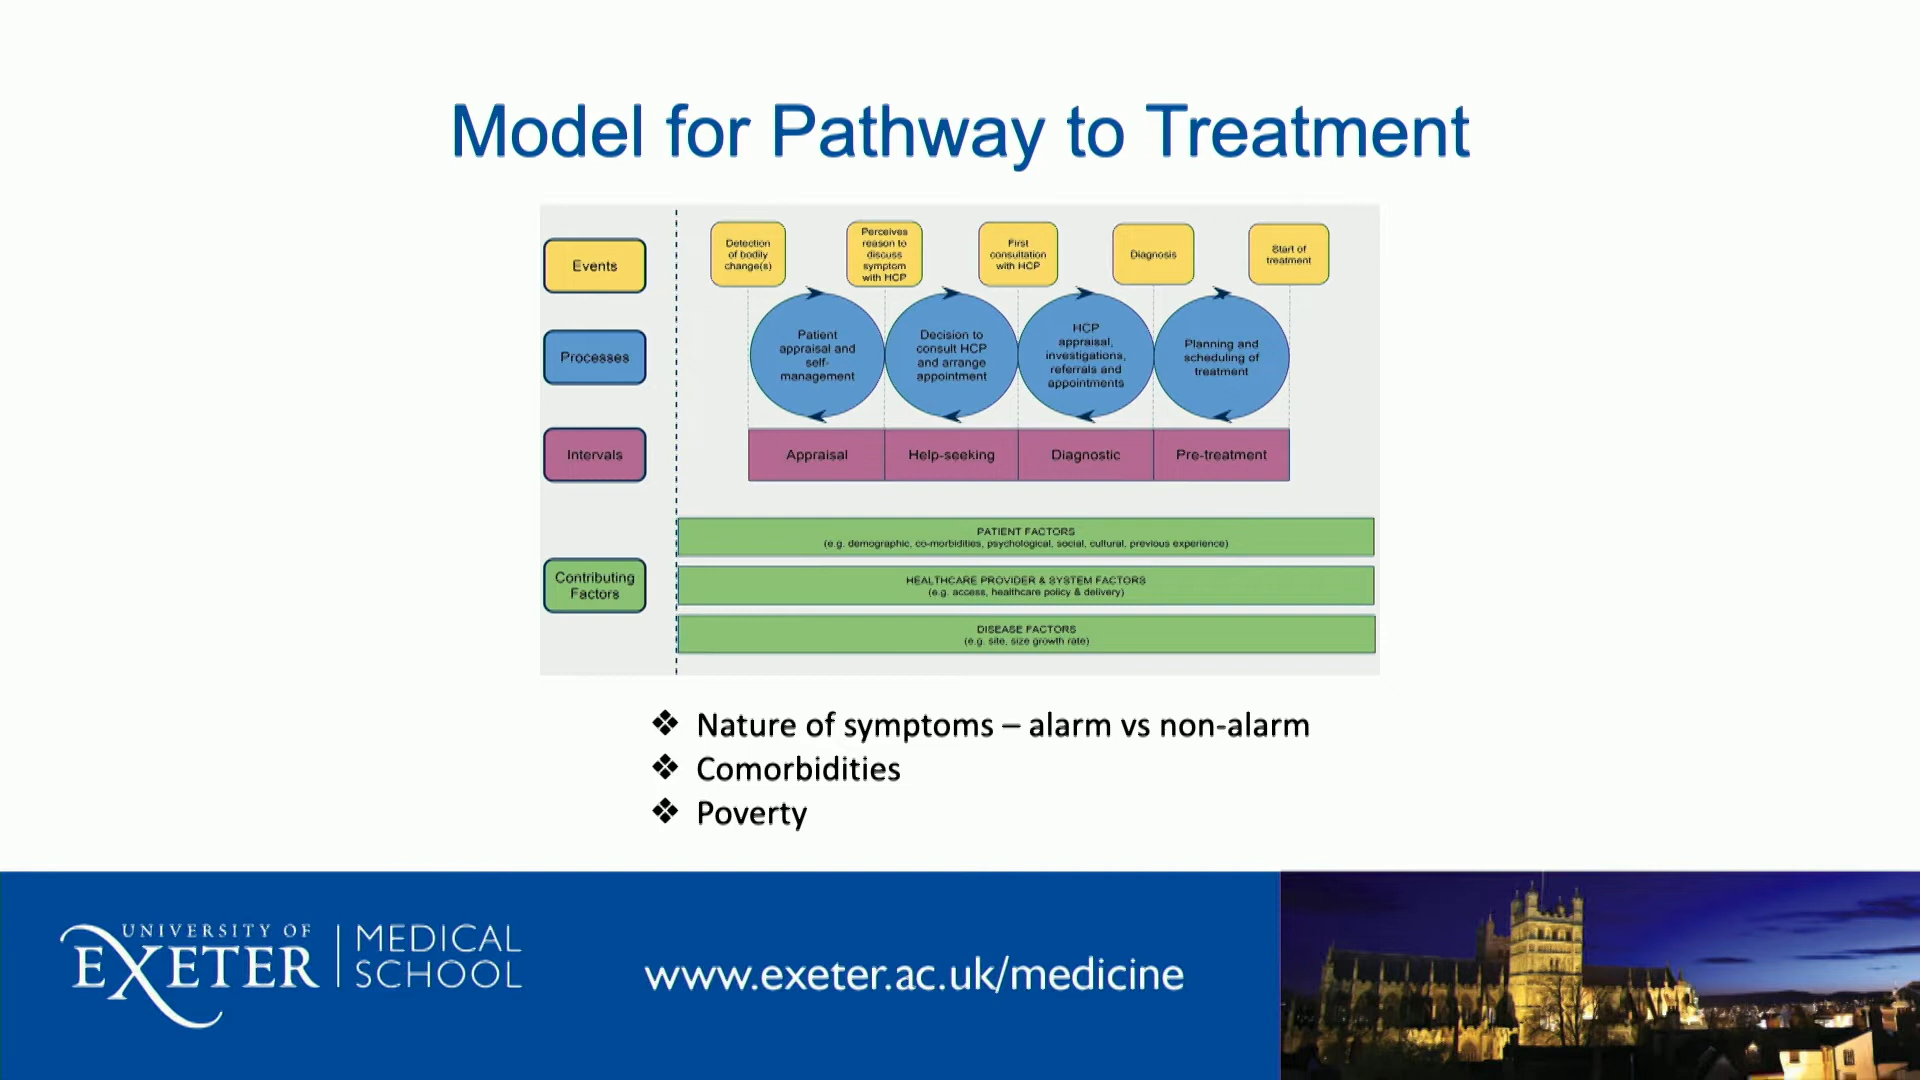 Model for Pathway to Treatment
Events
Detection
of bodily
change(s)
Perceives
reason to
discuss
symptom
with HCP
First
consultation
with HCP
Diagnosis
Start of
treatment
Processes
Patient
appraisal and
self-
management
Decision to
consult HCP
and arrange
appointment
HCP
appraisal,
investigations,
referrals and
appointments
Planning and
scheduling of
treatment
Intervals
Appraisal
Help-seeking
Diagnostic
Pre-treatment
Contributing
Factors
PATIENT FACTORS
(e.g. demographic, co-morbidities, psychological, social, cultural, previous experience)
HEALTHCARE PROVIDER & SYSTEM FACTORS
(e.g. access, healthcare policy & delivery)
DISEASE FACTORS
(e.g. site, size growth rate)
❖ Nature of symptoms – alarm vs non-alarm
❖ Comorbidities
❖ Poverty
UNIVERSITY OF
EXETER
MEDICAL
SCHOOL
www.exeter.ac.uk/medicine